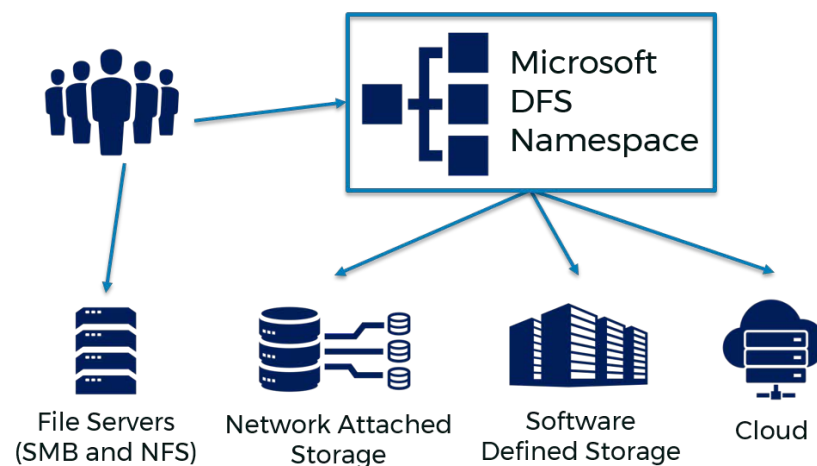 Microsoft
DFS
Namespace
File Servers
(SMB and NFS)
Network Attached
Storage
Software
Defined Storage
Cloud